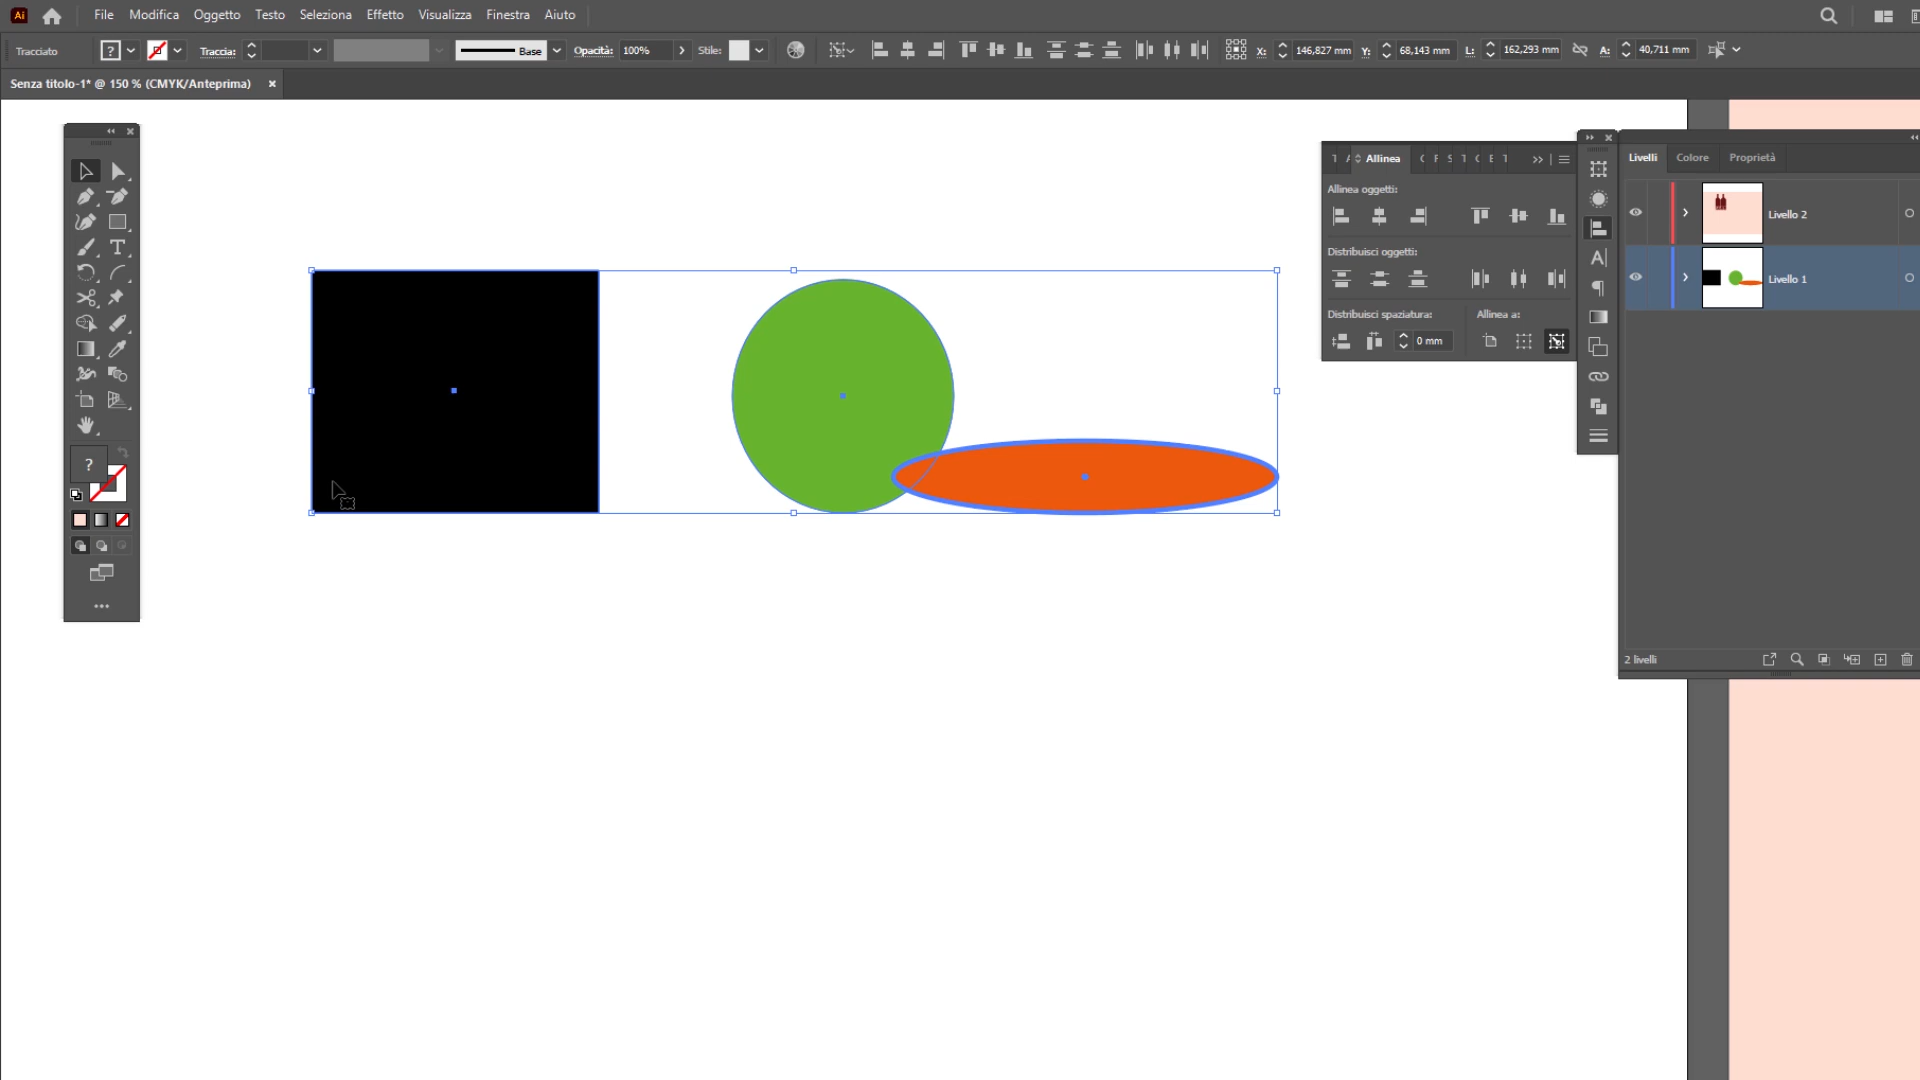 Ai File Modifica Oggetto Testo Seleziona Effetto Visualizza Finestra Aiuto
Tracciato ? Traccia: Base Opacità: 100% Stile: X: 146,827 mm Y: 68,143 mm L: 162,293 mm A: 40,711 mm
Senza titolo-1* @ 150 % (CMYK/Anteprima) ×
Allinea
Allinea oggetti:
Distribuisci oggetti:
Distribuisci spaziatura: Allinea a:
0 mm
Livelli Colore Proprietà
Livello 2
Livello 1
2 livelli
?